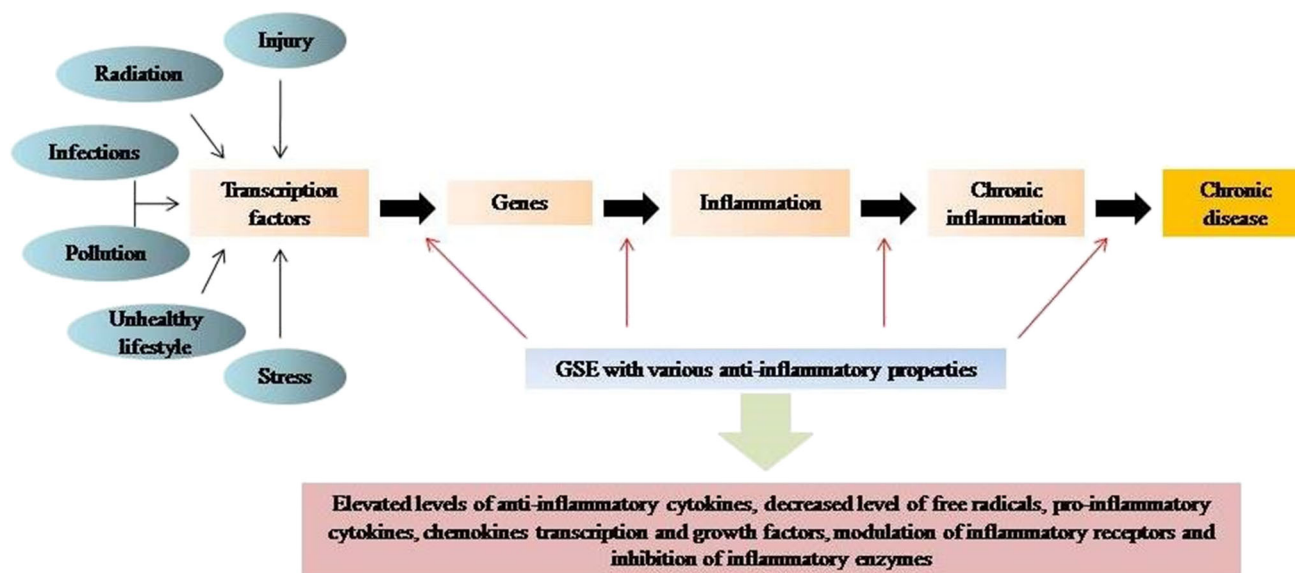 Injury
Radiation
Infections
Pollution
Unhealthy
lifestyle
Stress
Transcription
factors
Genes
Inflammation
Chronic
inflammation
Chronic
disease
GSE with various anti-inflammatory properties
Elevated levels of anti-inflammatory cytokines, decreased level of free radicals, pro-inflammatory
cytokines, chemokines transcription and growth factors, modulation of inflammatory receptors and
inhibition of inflammatory enzymes